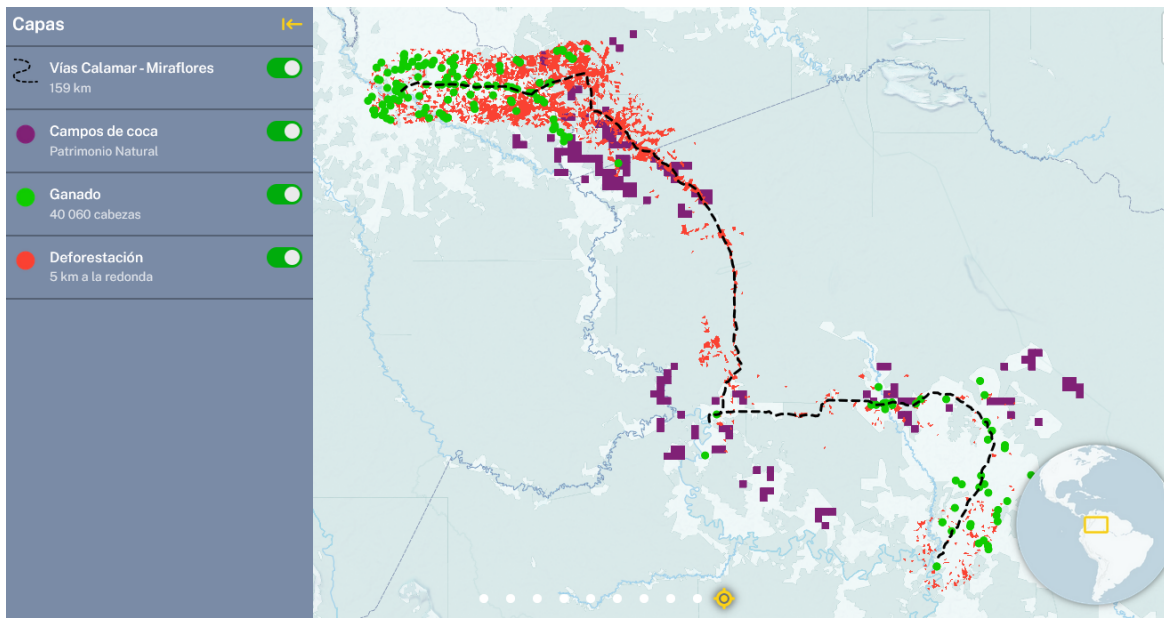 Capas
Vías Calamar - Miraflores
159 km
Campos de coca
Patrimonio Natural
Ganado
40 060 cabezas
Deforestación
5 km a la redonda